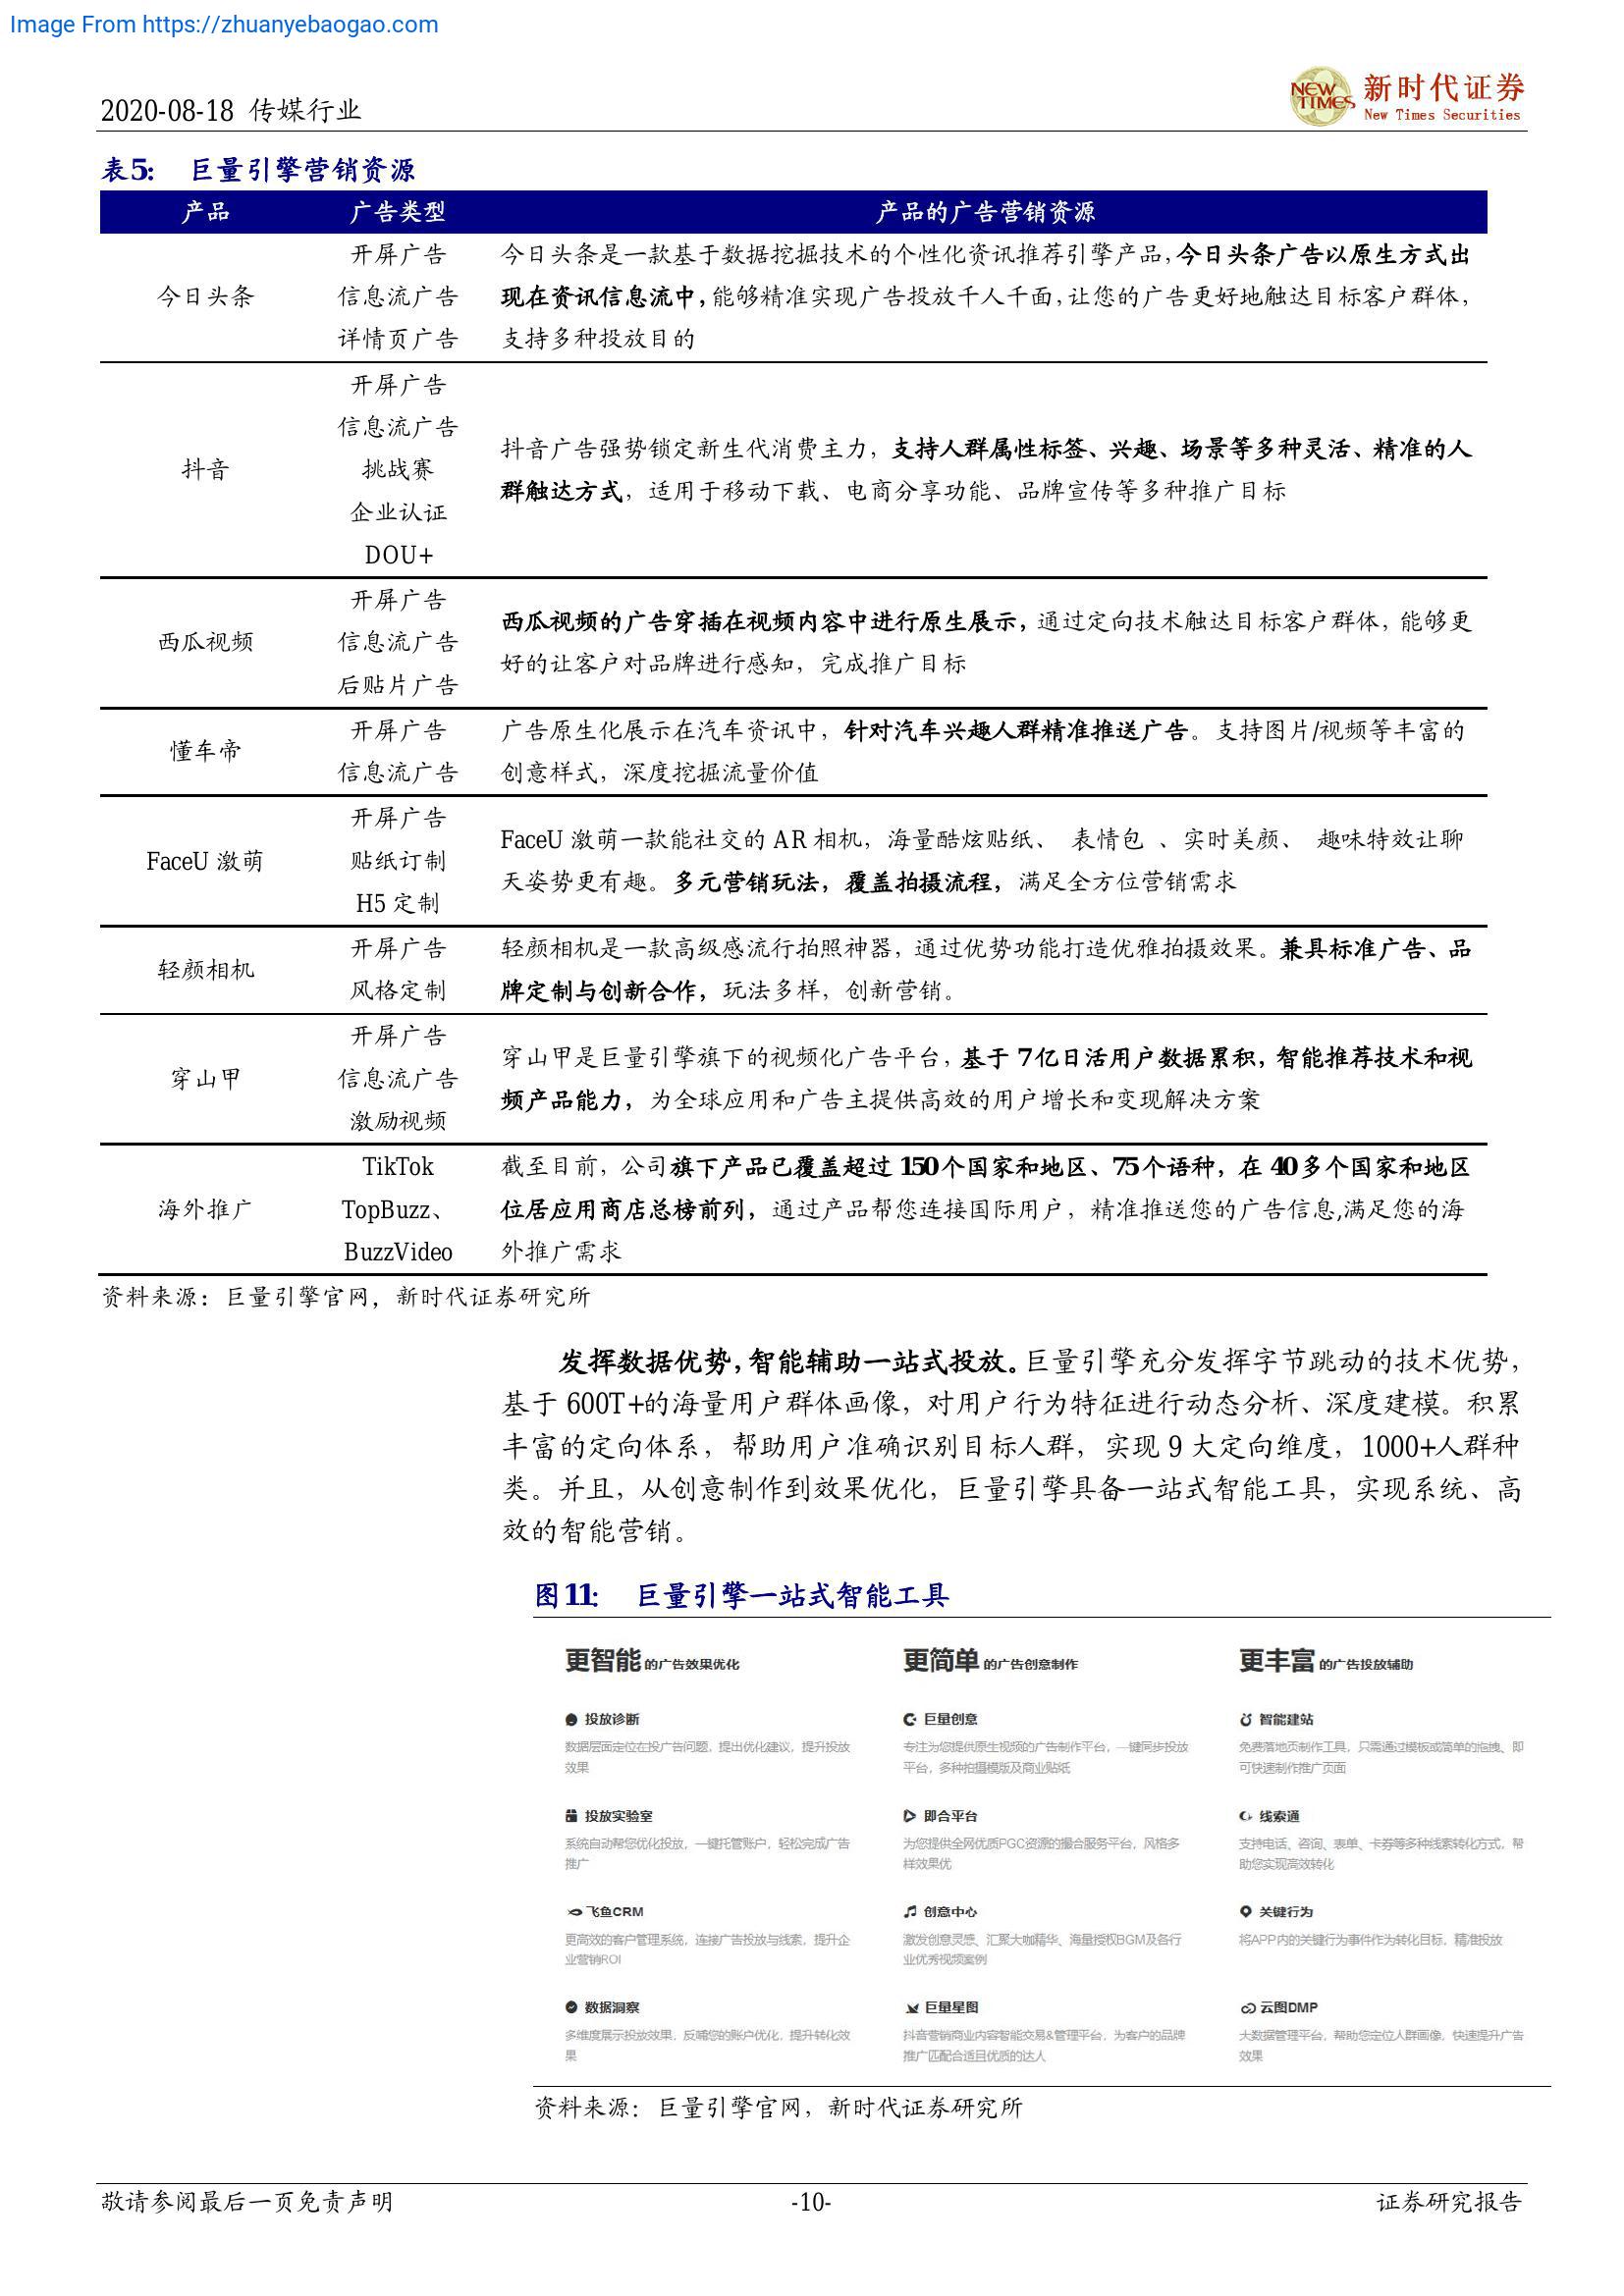 Image From https://zhuanyebaogao.com
2020-08-18 传媒行业
NEW TIMES
新时代证券
New Times Securities
表5: 巨量引擎营销资源
产品 广告类型 产品的广告营销资源
今日头条
开屏广告
信息流广告
详情页广告
今日头条是一款基于数据挖掘技术的个性化资讯推荐引擎产品,今日头条广告以原生方式出
现在资讯信息流中,能够精准实现广告投放千人千面,让您的广告更好地触达目标客户群体,
支持多种投放目的
抖音
开屏广告
信息流广告
挑战赛
企业认证
DOU+
抖音广告强势锁定新生代消费主力，支持人群属性标签、兴趣、场景等多种灵活、精准的人
群触达方式，适用于移动下载、电商分享功能、品牌宣传等多种推广目标
西瓜视频
开屏广告
信息流广告
后贴片广告
西瓜视频的广告穿插在视频内容中进行原生展示，通过定向技术触达目标客户群体，能够更
好的让客户对品牌进行感知，完成推广目标
懂车帝
开屏广告
信息流广告
广告原生化展示在汽车资讯中，针对汽车兴趣人群精准推送广告。支持图片/视频等丰富的
创意样式，深度挖掘流量价值
FaceU 激萌
开屏广告
贴纸订制
H5 定制
FaceU 激萌一款能社交的 AR 相机，海量酷炫贴纸、 表情包 、实时美颜、 趣味特效让聊
天姿势更有趣。多元营销玩法，覆盖拍摄流程，满足全方位营销需求
轻颜相机
开屏广告
风格定制
轻颜相机是一款高级感流行拍照神器，通过优势功能打造优雅拍摄效果。兼具标准广告、品
牌定制与创新合作，玩法多样，创新营销。
穿山甲
开屏广告
信息流广告
激励视频
穿山甲是巨量引擎旗下的视频化广告平台，基于 7亿日活用户数据累积，智能推荐技术和视
频产品能力，为全球应用和广告主提供高效的用户增长和变现解决方案
海外推广
TikTok
TopBuzz、
BuzzVideo
截至目前，公司旗下产品已覆盖超过 150个国家和地区、75个语种，在 40多个国家和地区
位居应用商店总榜前列，通过产品帮您连接国际用户，精准推送您的广告信息,满足您的海
外推广需求
资料来源：巨量引擎官网，新时代证券研究所
发挥数据优势,智能辅助一站式投放。巨量引擎充分发挥字节跳动的技术优势，
基于 600T+的海量用户群体画像，对用户行为特征进行动态分析、深度建模。积累
丰富的定向体系，帮助用户准确识别目标人群，实现 9 大定向维度，1000+人群种
类。并且，从创意制作到效果优化，巨量引擎具备一站式智能工具，实现系统、高
效的智能营销。
图11: 巨量引擎一站式智能工具
更智能 的广告效果优化
投放诊断
数据层面定位在投广告问题，提出优化建议，提升投放
效果
投放实验室
系统自动帮您优化投放，一键托管账户，轻松完成广告
推广
飞鱼CRM
更高效的客户管理系统，连接广告投放与线索，提升企
业营销ROI
数据洞察
多维度展示投放效果，反哺您的账户优化，提升转化效
果
更简单 的广告创意制作
巨量创意
专注为您提供原生视频的广告制作平台，一键同步投放
平台，多种拍摄模版及商业贴纸
即合平台
为您提供全网优质PGC资源的撮合服务平台，风格多
样效果优
创意中心
激发创意灵感、汇聚大咖精华、海量授权BGM及各行
业优秀视频案例
巨量星图
抖音营销商业内容智能交易&管理平台，为客户的品牌
推广匹配合适且优质的达人
更丰富 的广告投放辅助
智能建站
免费落地页制作工具，只需通过模板或简单的拖拽、即
可快速制作推广页面
线索通
支持电话、咨询、表单、卡券等多种线索转化方式，帮
助您实现高效转化
关键行为
将APP内的关键行为事件作为转化目标，精准投放
云图DMP
大数据管理平台，帮助您定位人群画像，快速提升广告
效果
资料来源：巨量引擎官网，新时代证券研究所
敬请参阅最后一页免责声明 -10- 证券研究报告